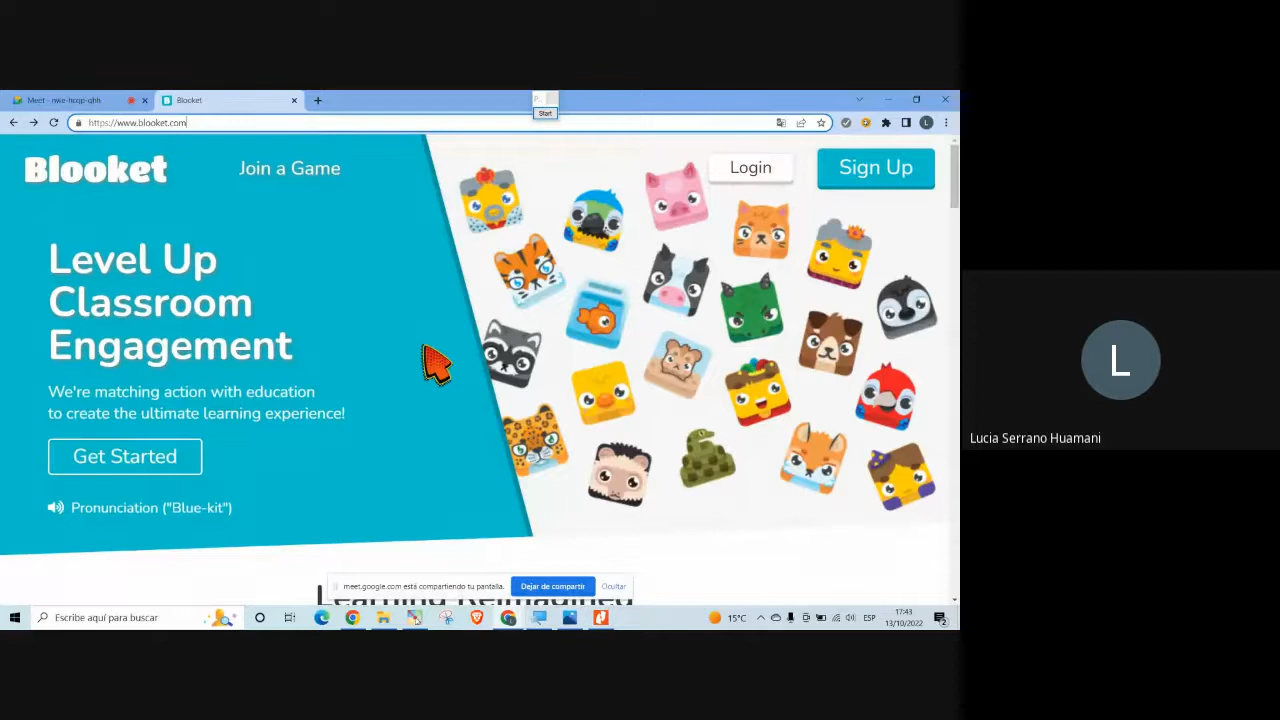 Meet - nwe-hcqp-qhh
Blooket
Start
https://www.blooket.com
Blooket
Join a Game
Login
Sign Up
Level Up
Classroom
Engagement
We're matching action with education
to create the ultimate learning experience!
Get Started
Pronunciation ("Blue-kit")
Learning Reimagined
meet.google.com está compartiendo tu pantalla.
Dejar de compartir
Ocultar
Escribe aquí para buscar
15°C
ESP
17:43
13/10/2022
2
L
L
Lucia Serrano Huamani